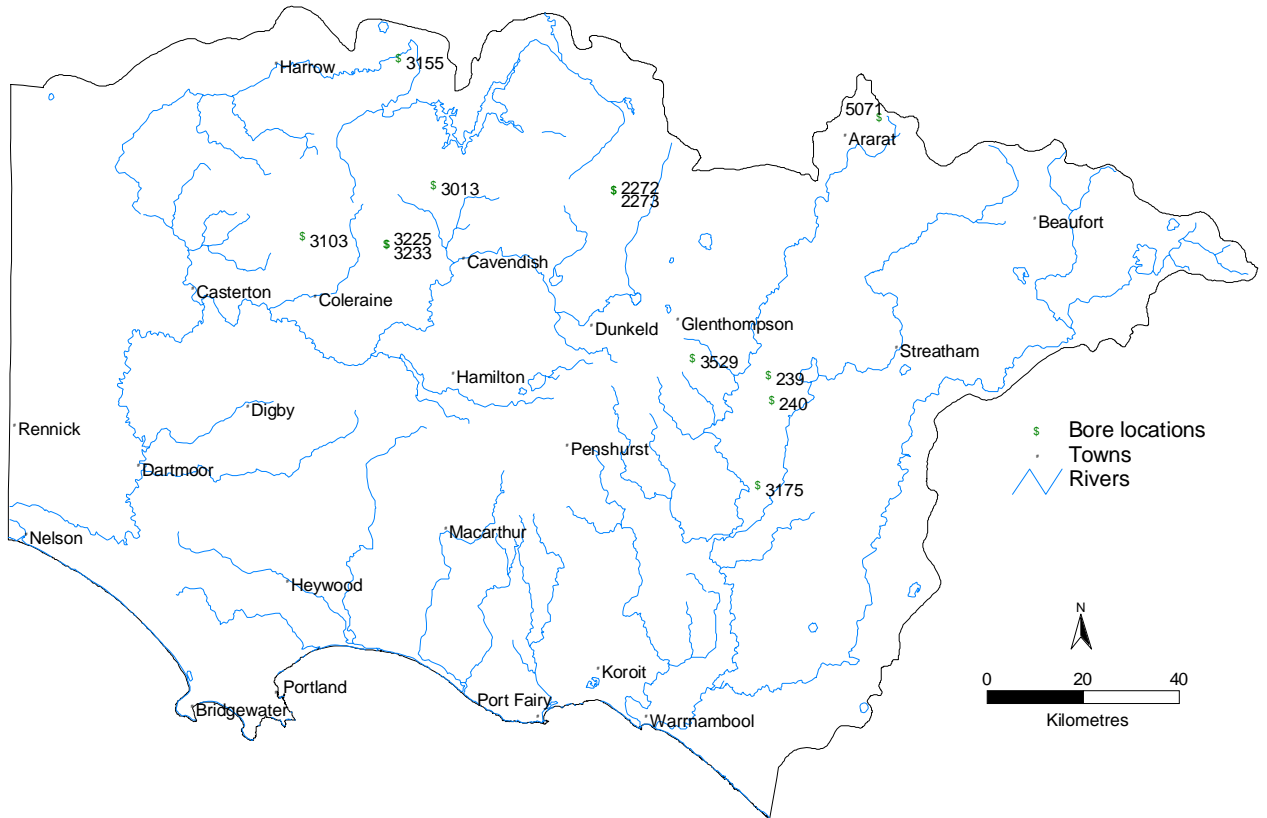 3155
Harrow
5071
Ararat
3013
2272
2273
Beaufort
3103
3225
3233
Cavendish
Casterton
Coleraine
Dunkeld
Glenthompson
Streatham
3529
Hamilton
239
240
Digby
Rennick
Bore locations
Towns
Rivers
Penshurst
Dartmoor
3175
Macarthur
Nelson
Heywood
N
Koroit
Portland
Port Fairy
Bridgewater
Warrnambool
0 20 40
Kilometres